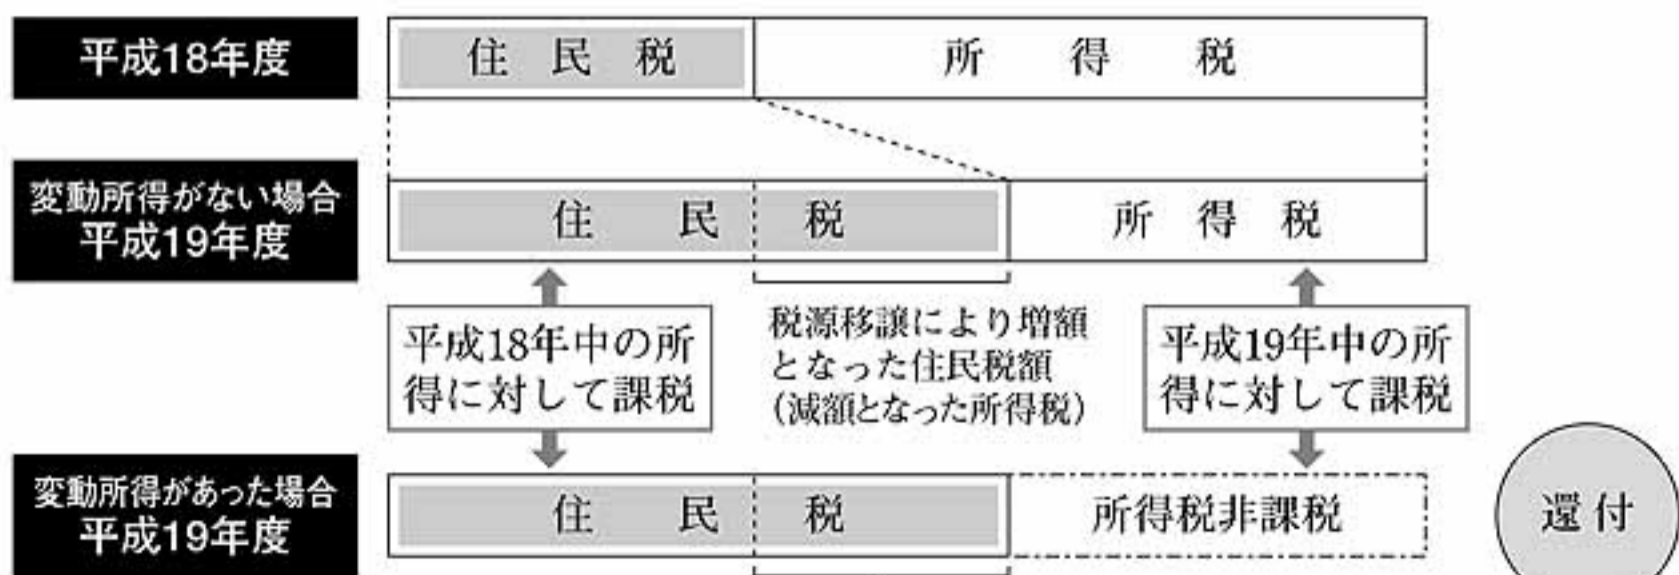 平成18年度
住民税
所得税
変動所得がない場合
平成19年度
住民税
所得税
平成18年中の所
得に対して課税
税源移譲により増額
となった住民税額
(減額となった所得税)
平成19年中の所
得に対して課税
変動所得があった場合
平成19年度
住民税
所得税非課税
還付